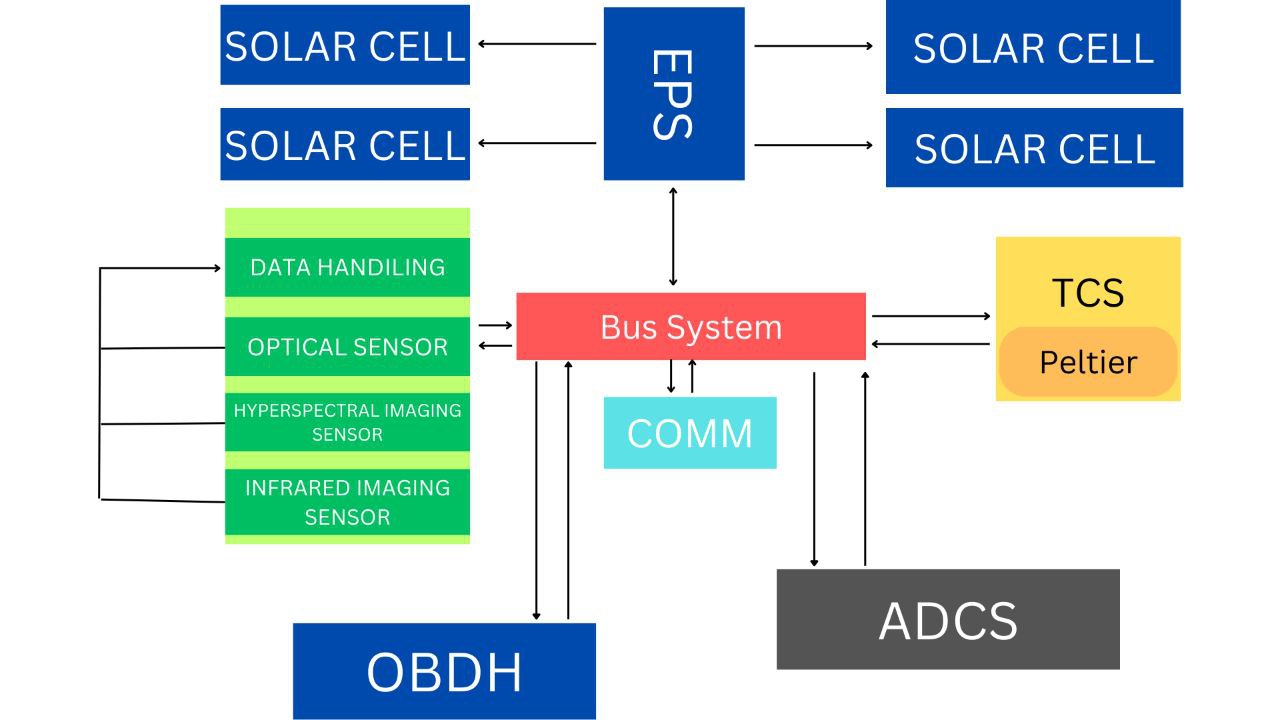 SOLAR CELL
EPS
SOLAR CELL
SOLAR CELL
SOLAR CELL
DATA HANDILING
OPTICAL SENSOR
HYPERSPECTRAL IMAGING
SENSOR
INFRARED IMAGING
SENSOR
Bus System
TCS
Peltier
COMM
ADCS
OBDH